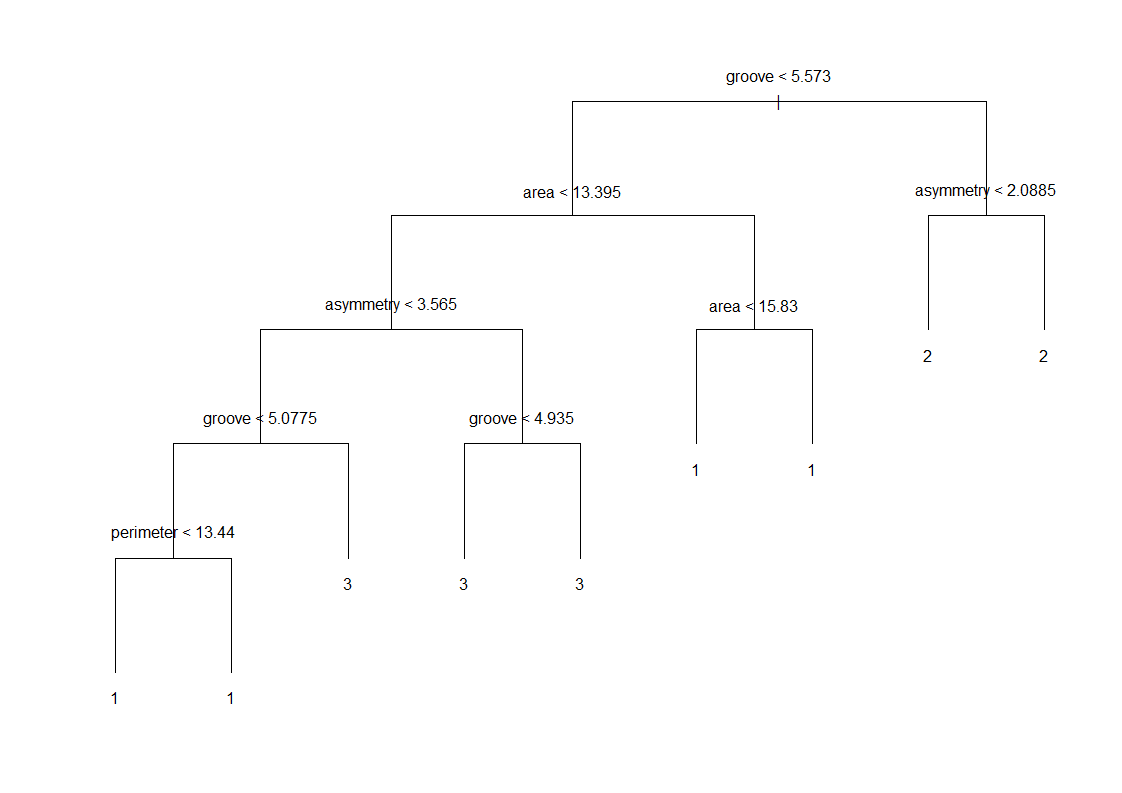 groove < 5.573
asymmetry < 2.0885
area < 13.395
asymmetry < 3.565
area < 15.83
2
2
groove < 5.0775
groove < 4.935
1
1
perimeter < 13.44
3
3
3
1
1